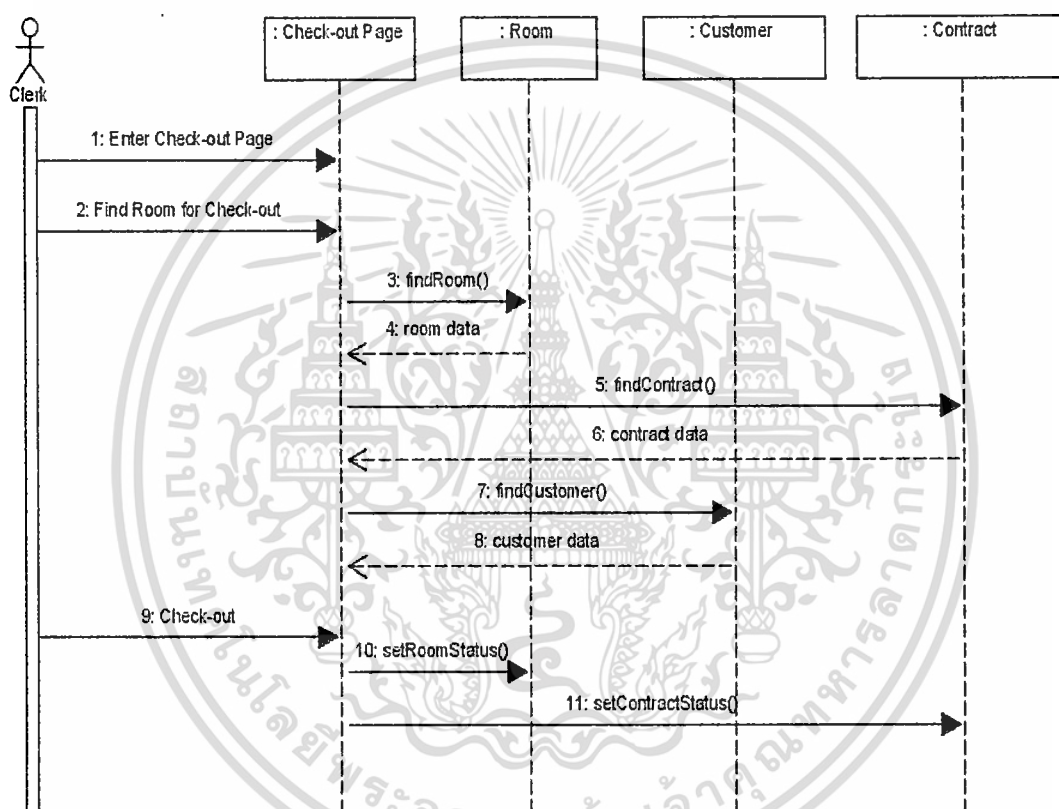 : Check-out Page
: Room
: Customer
: Contract
Clerk
1: Enter Check-out Page
2: Find Room for Check-out
3: findRoom()
4: room data
5: findContract()
6: contract data
7: findCustomer()
8: customer data
9: Check-out
10: setRoomStatus()
11: setContractStatus()